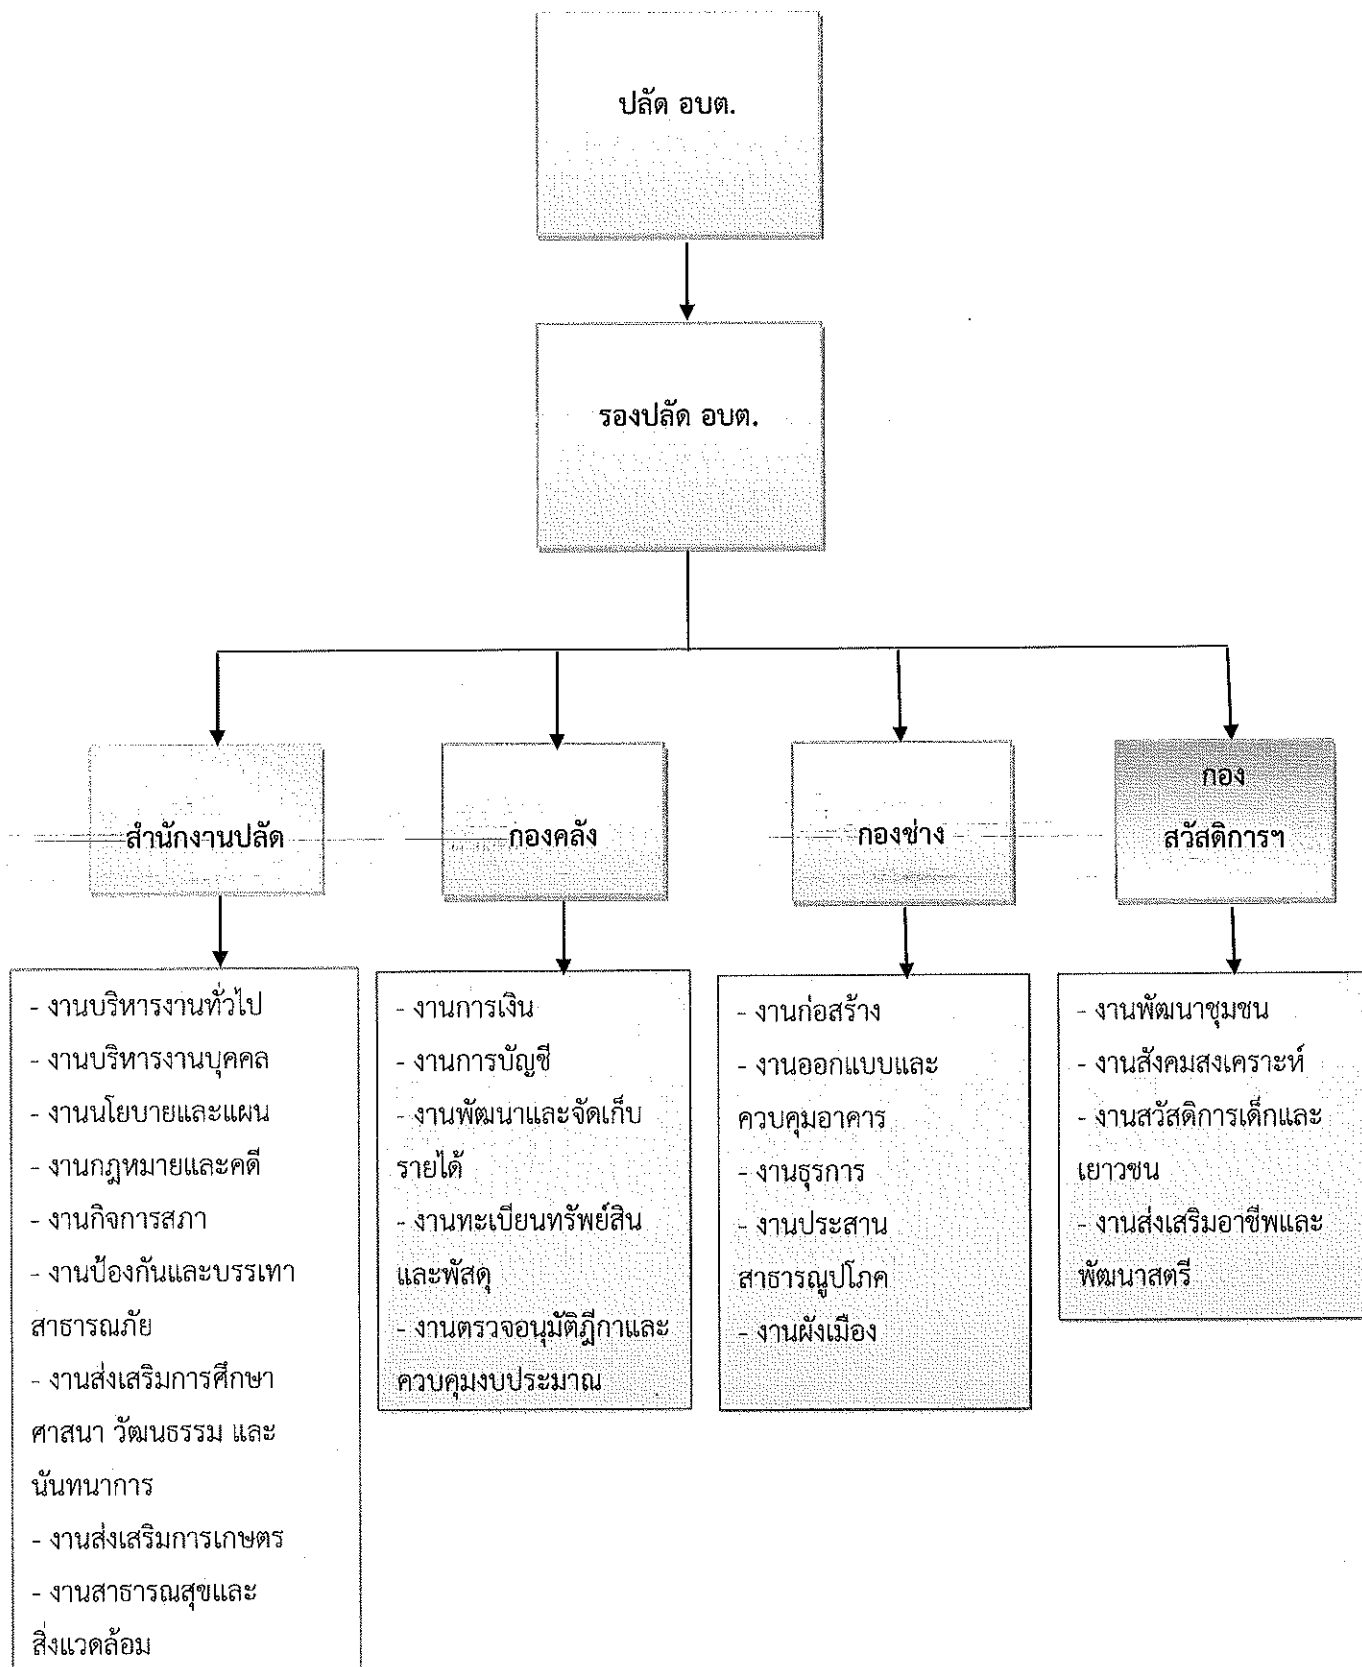 ปลัด อบต.
รองปลัด อบต.
สำนักงานปลัด
กองคลัง
กองช่าง
กอง
สวัสดิการฯ
- งานบริหารงานทั่วไป
- งานบริหารงานบุคคล
- งานนโยบายและแผน
- งานกฎหมายและคดี
- งานกิจการสภา
- งานป้องกันและบรรเทา
สาธารณภัย
- งานส่งเสริมการศึกษา
ศาสนา วัฒนธรรม และ
นันทนาการ
- งานส่งเสริมการเกษตร
- งานสาธารณสุขและ
สิ่งแวดล้อม
- งานการเงิน
- งานการบัญชี
- งานพัฒนาและจัดเก็บ
รายได้
- งานทะเบียนทรัพย์สิน
และพัสดุ
- งานตรวจอนุมัติฎีกาและ
ควบคุมงบประมาณ
- งานก่อสร้าง
- งานออกแบบและ
ควบคุมอาคาร
- งานธุรการ
- งานประสาน
สาธารณูปโภค
- งานผังเมือง
- งานพัฒนาชุมชน
- งานสังคมสงเคราะห์
- งานสวัสดิการเด็กและ
เยาวชน
- งานส่งเสริมอาชีพและ
พัฒนาสตรี